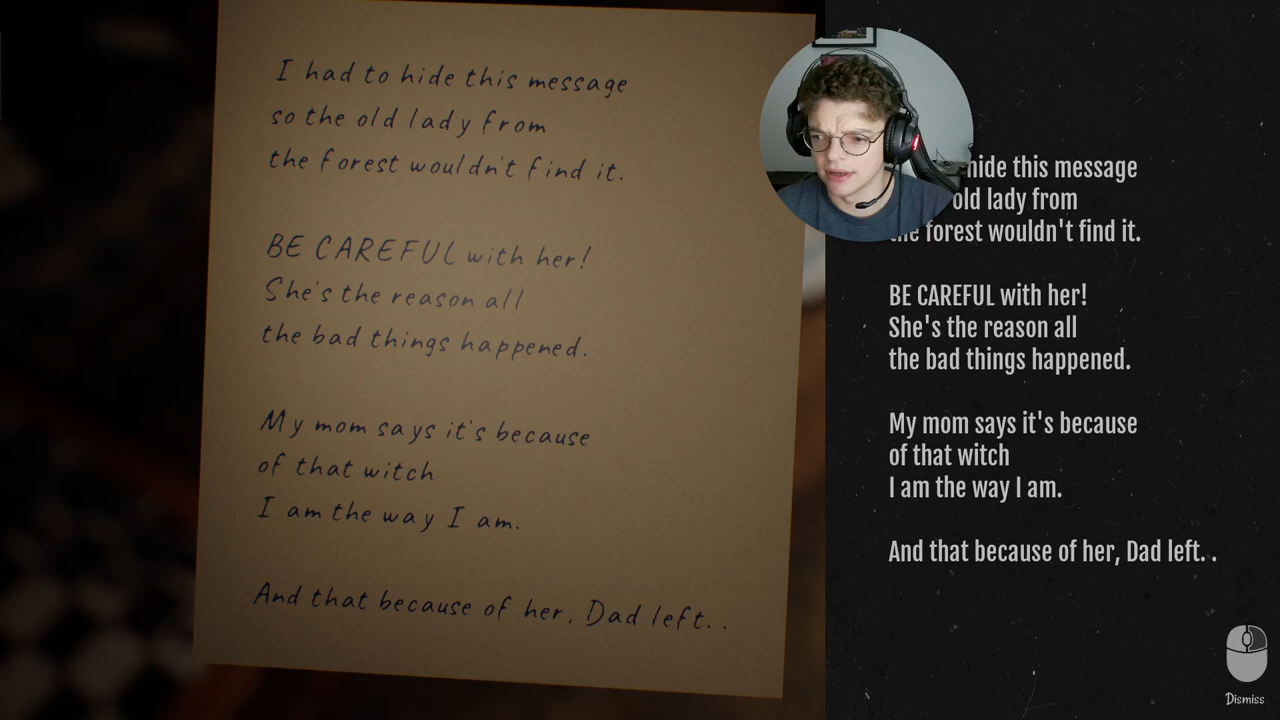 I had to hide this message
so the old lady from
the forest wouldn't find it.
BE CAREFUL with her!
She's the reason all
the bad things happened.
My mom says it's because
of that witch
I am the way I am.
And that because of her, Dad left. .
hide this message
old lady from
the forest wouldn't find it.
BE CAREFUL with her!
She's the reason all
the bad things happened.
My mom says it's because
of that witch
I am the way I am.
And that because of her, Dad left. .
Dismiss